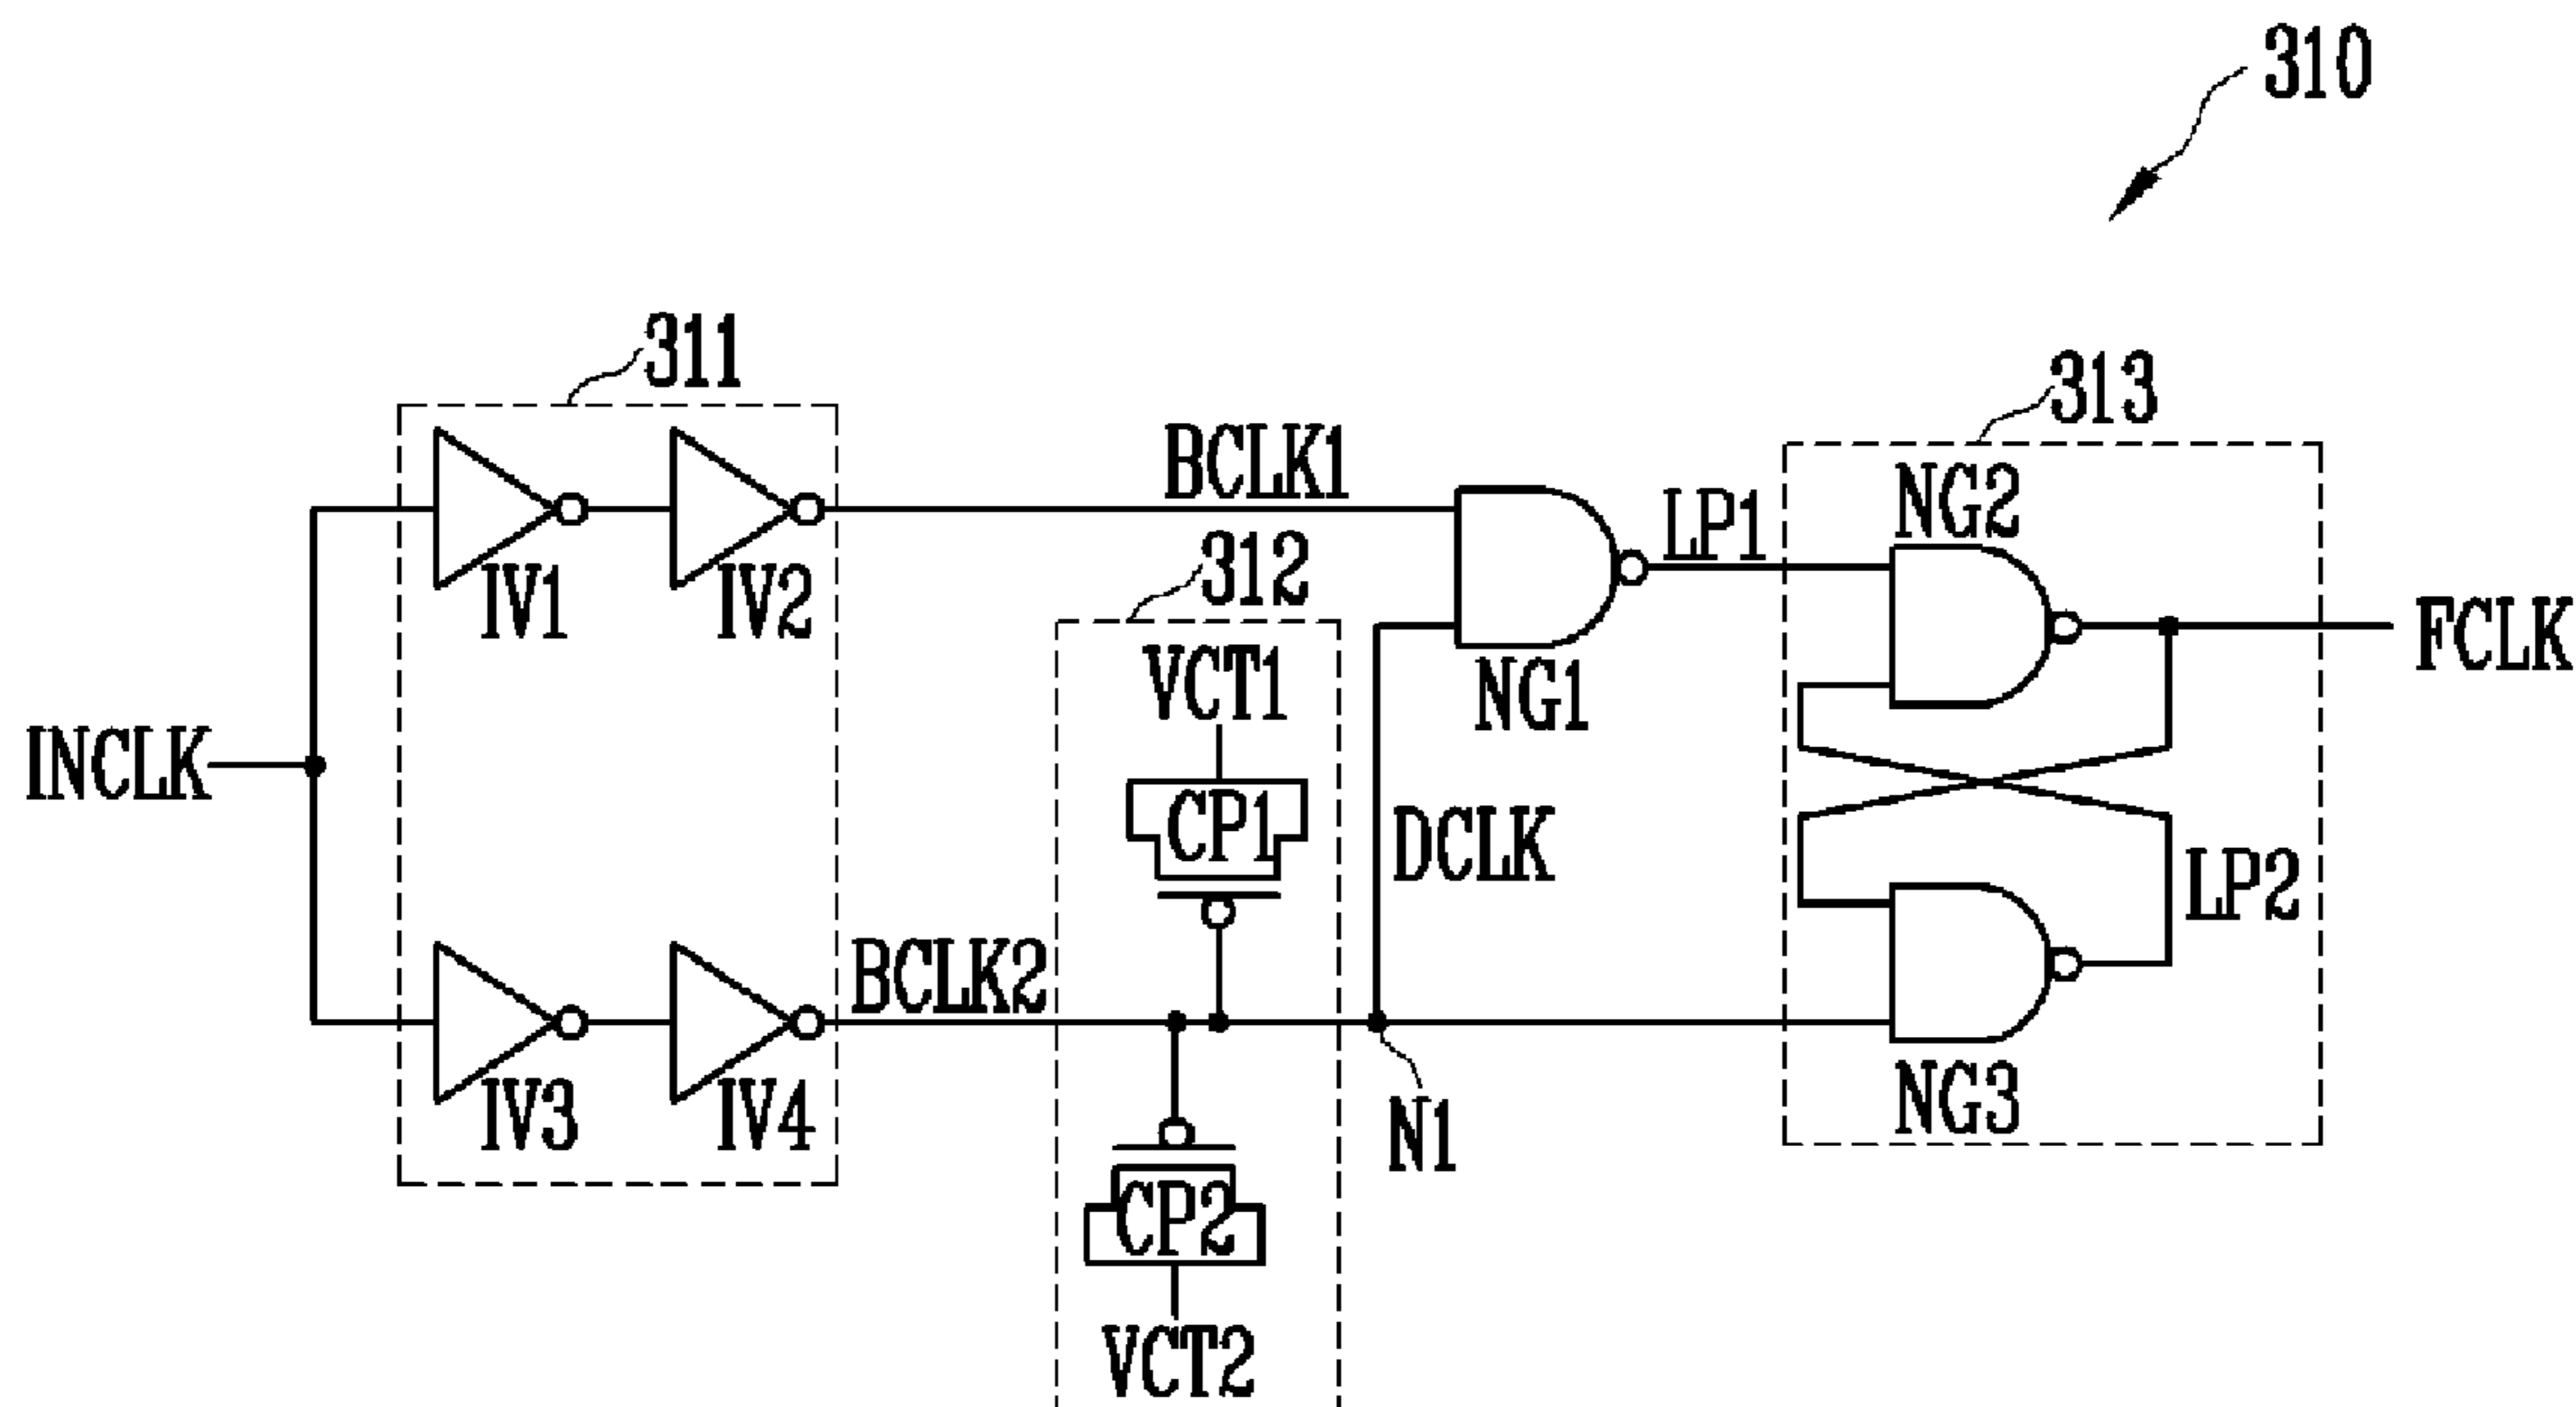 310
311
313
BCLK1
NG2
LP1
312
IV1
IV2
FCLK
VCT1
NG1
INCLK
CP1
DCLK
LP2
BCLK2
NG3
IV3
IV4
N1
CP2
VCT2